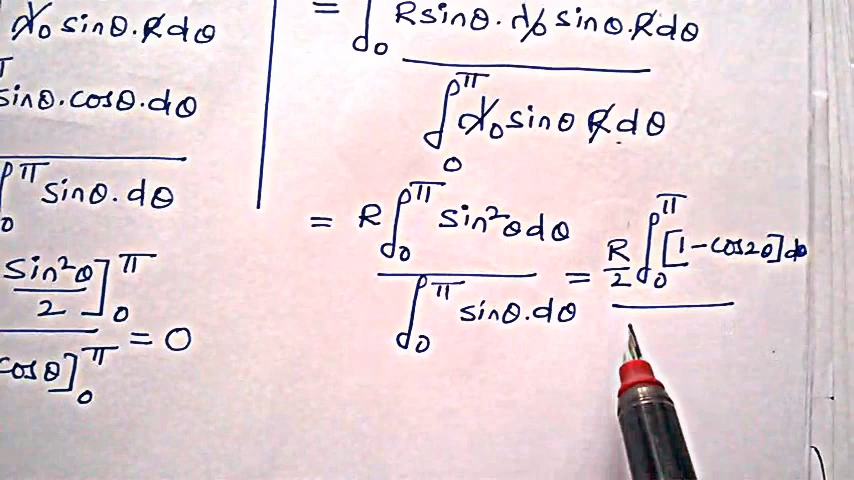 λ₀ sinθ. R dθ
π
sinθ.cosθ.dθ
∫₀^π sinθ.dθ
sin²θ/2]₀^π
cosθ]₀^π = 0
= ∫₀ R sinθ. λ₀ sinθ. R dθ
∫₀^π λ₀ sinθ R dθ
= R ∫₀^π sin²θ dθ
∫₀^π sinθ.dθ
= R/2 ∫₀^π [1-cos2θ] dθ